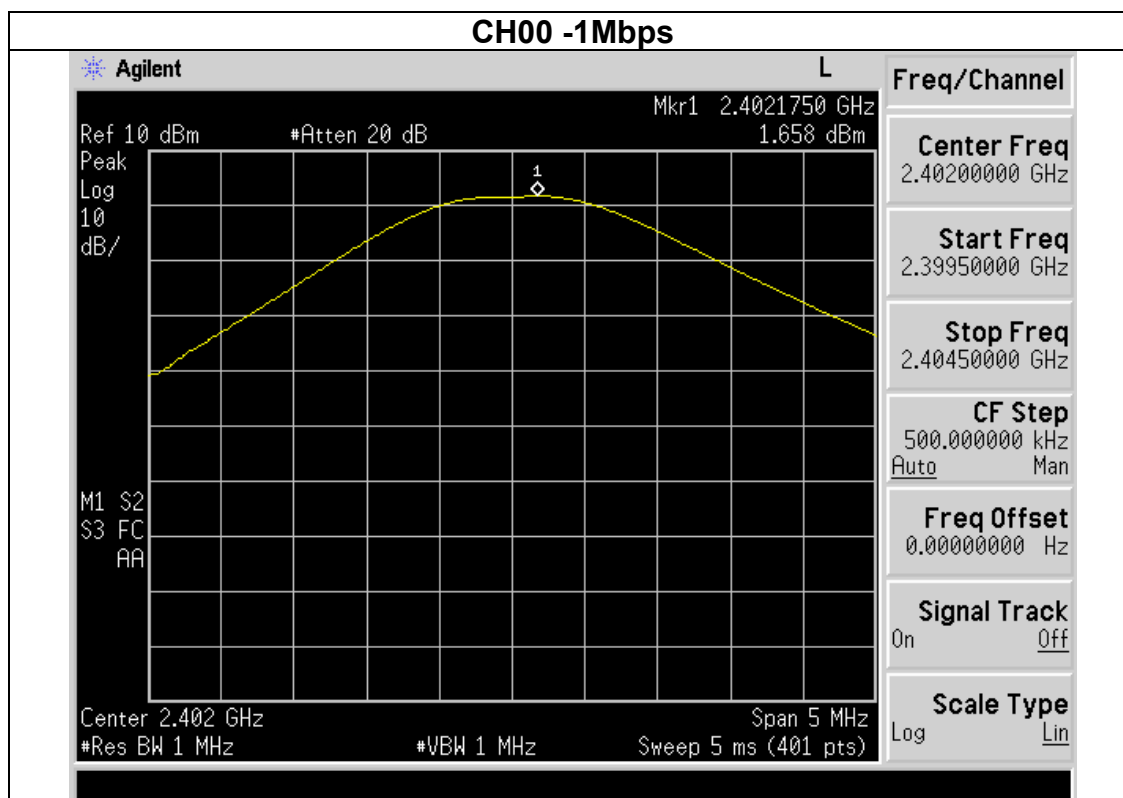 CH00 -1Mbps
Agilent
L
Mkr1 2.4021750 GHz
Ref 10 dBm #Atten 20 dB 1.658 dBm
Peak
Log
10
dB/
1
M1 S2
S3 FC
AA
Center 2.402 GHz Span 5 MHz
#Res BW 1 MHz #VBW 1 MHz Sweep 5 ms (401 pts)
Freq/Channel
Center Freq
2.40200000 GHz
Start Freq
2.39950000 GHz
Stop Freq
2.40450000 GHz
CF Step
500.000000 kHz
Auto Man
Freq Offset
0.00000000 Hz
Signal Track
On Off
Scale Type
Log Lin